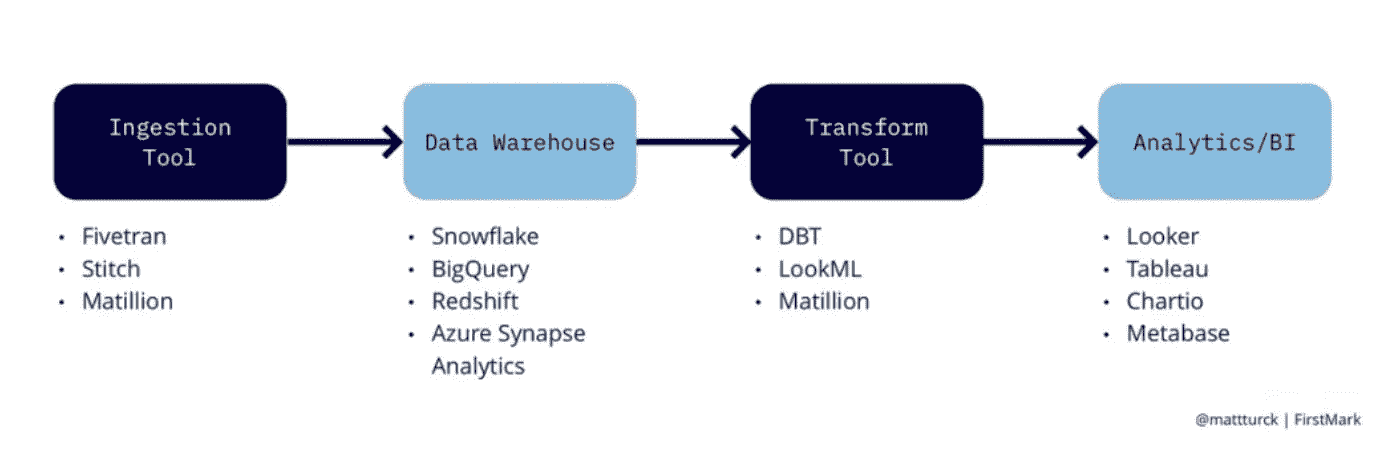 Ingestion
Tool
Data Warehouse
Transform
Tool
Analytics/BI
• Fivetran
• Stitch
• Matillion
• Snowflake
• BigQuery
• Redshift
• Azure Synapse
Analytics
• DBT
• LookML
• Matillion
• Looker
• Tableau
• Chartio
• Metabase
@mattturck | FirstMark